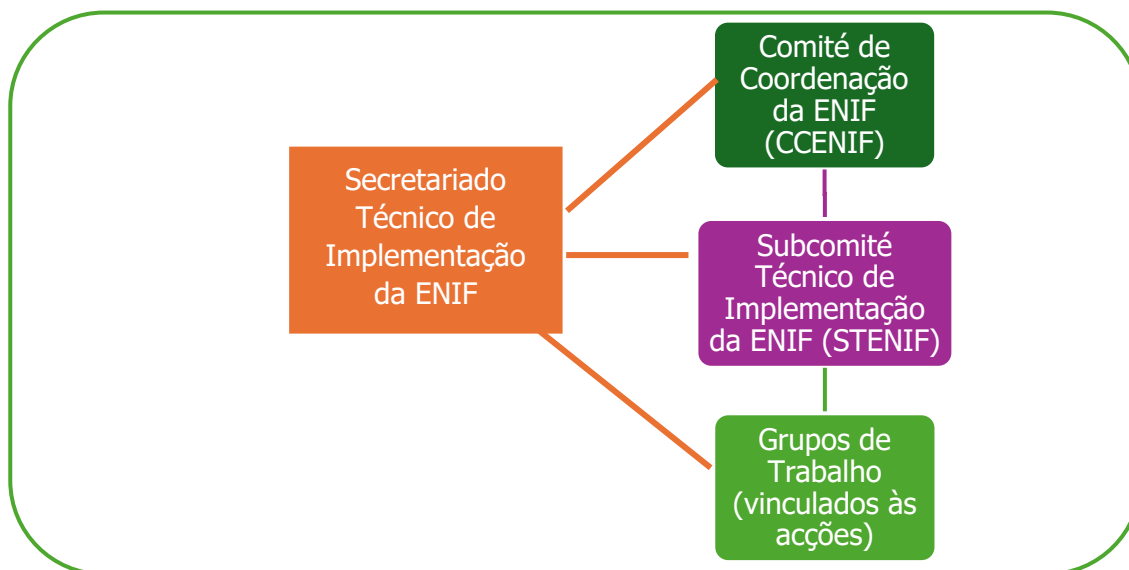 Secretariado
Técnico de
Implementação
da ENIF
Comité de
Coordenação
da ENIF
(CCENIF)
Subcomité
Técnico de
Implementação
da ENIF (STENIF)
Grupos de
Trabalho
(vinculados às
acções)